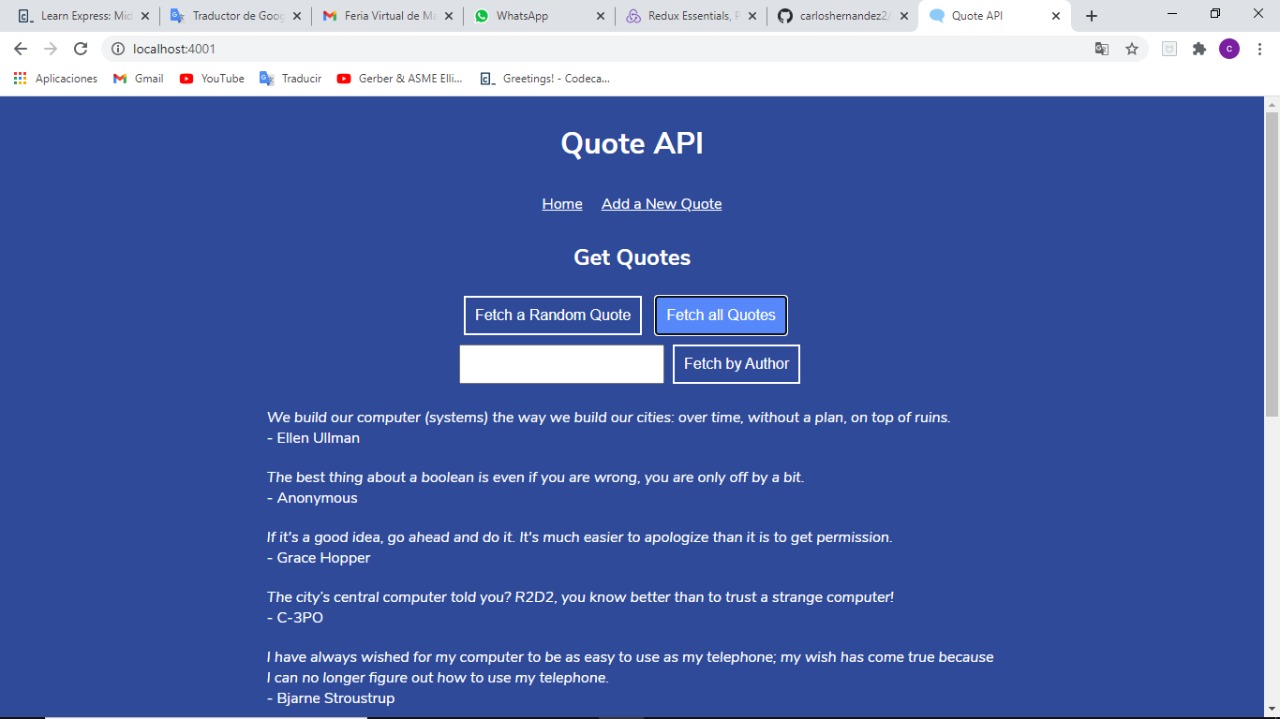 Learn Express: Mid
Traductor de Goog
Feria Virtual de Ma
WhatsApp
Redux Essentials, P
carloshernandez2/
Quote API
localhost:4001
Aplicaciones
Gmail
YouTube
Traducir
Gerber & ASME Elli...
Greetings! - Codeca...
Quote API
Home Add a New Quote
Get Quotes
Fetch a Random Quote Fetch all Quotes
Fetch by Author
We build our computer (systems) the way we build our cities: over time, without a plan, on top of ruins.
- Ellen Ullman
The best thing about a boolean is even if you are wrong, you are only off by a bit.
- Anonymous
If it's a good idea, go ahead and do it. It's much easier to apologize than it is to get permission.
- Grace Hopper
The city’s central computer told you? R2D2, you know better than to trust a strange computer!
- C-3PO
I have always wished for my computer to be as easy to use as my telephone; my wish has come true because
I can no longer figure out how to use my telephone.
- Bjarne Stroustrup